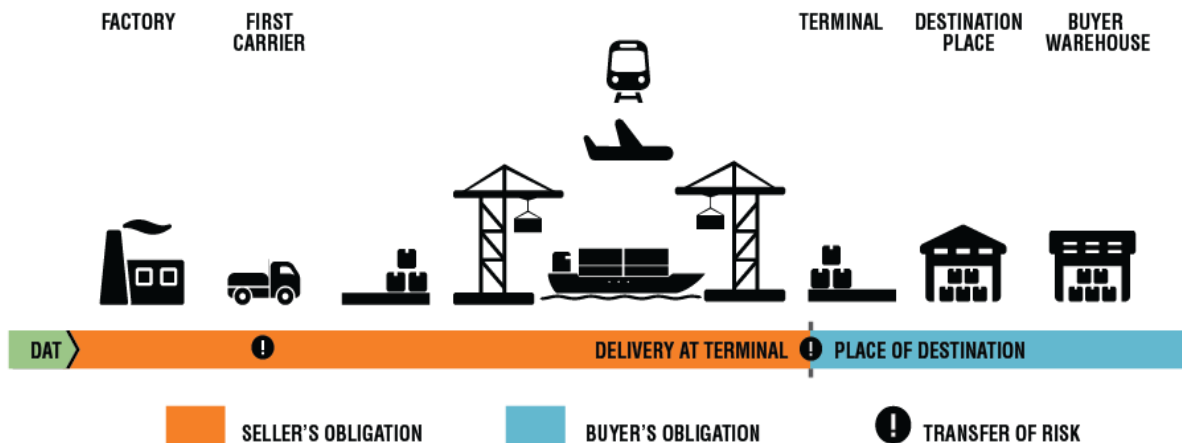 FACTORY
FIRST
CARRIER
TERMINAL
DESTINATION
PLACE
BUYER
WAREHOUSE
DAT
!
DELIVERY AT TERMINAL
!
PLACE OF DESTINATION
SELLER'S OBLIGATION
BUYER'S OBLIGATION
!
TRANSFER OF RISK